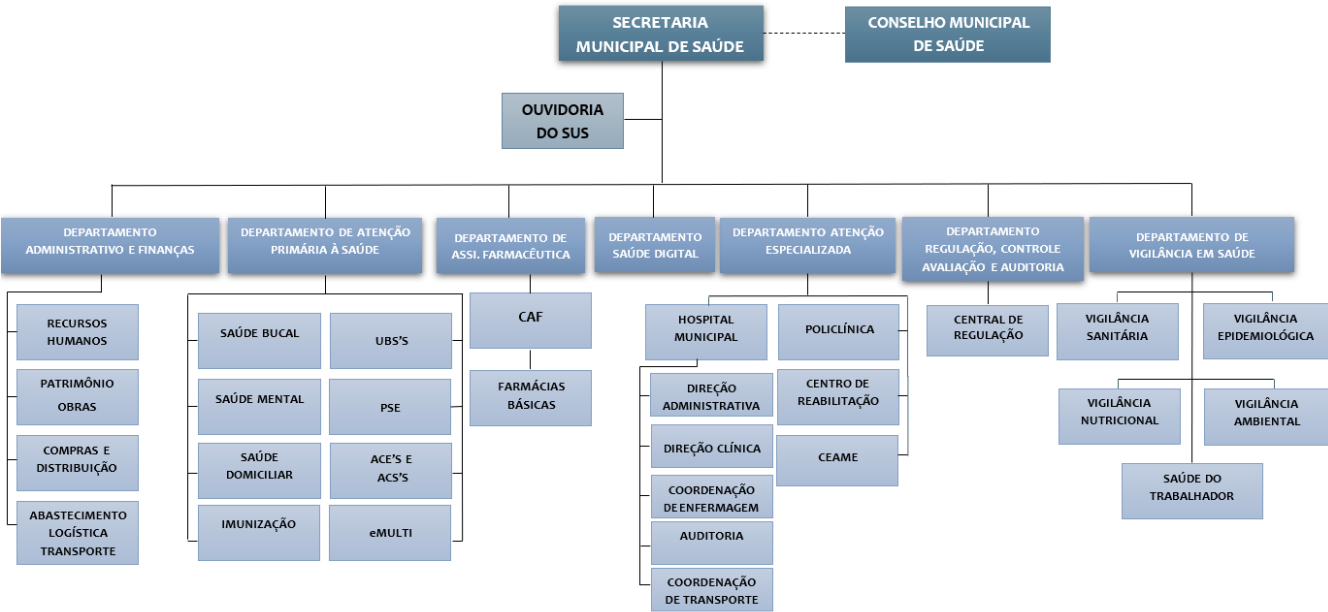 SECRETARIA
MUNICIPAL DE SAÚDE
CONSELHO MUNICIPAL
DE SAÚDE
OUVIDORIA
DO SUS
DEPARTAMENTO
ADMINISTRATIVO E FINANÇAS
DEPARTAMENTO DE ATENÇÃO
PRIMÁRIA À SAÚDE
DEPARTAMENTO DE
ASSI. FARMACÊUTICA
DEPARTAMENTO
SAÚDE DIGITAL
DEPARTAMENTO ATENÇÃO
ESPECIALIZADA
DEPARTAMENTO
REGULAÇÃO, CONTROLE
AVALIAÇÃO E AUDITORIA
DEPARTAMENTO DE
VIGILÂNCIA EM SAÚDE
RECURSOS
HUMANOS
PATRIMÔNIO
OBRAS
COMPRAS E
DISTRIBUIÇÃO
ABASTECIMENTO
LOGÍSTICA
TRANSPORTE
SAÚDE BUCAL
SAÚDE MENTAL
SAÚDE
DOMICILIAR
IMUNIZAÇÃO
UBS'S
PSE
ACE'S E
ACS'S
eMULTI
CAF
FARMÁCIAS
BÁSICAS
HOSPITAL
MUNICIPAL
DIREÇÃO
ADMINISTRATIVA
DIREÇÃO CLÍNICA
COORDENAÇÃO
DE ENFERMAGEM
AUDITORIA
COORDENAÇÃO
DE TRANSPORTE
POLICLÍNICA
CENTRO DE
REABILITAÇÃO
CEAME
CENTRAL DE
REGULAÇÃO
VIGILÂNCIA
SANITÁRIA
VIGILÂNCIA
EPIDEMIOLÓGICA
VIGILÂNCIA
NUTRICIONAL
VIGILÂNCIA
AMBIENTAL
SAÚDE DO
TRABALHADOR